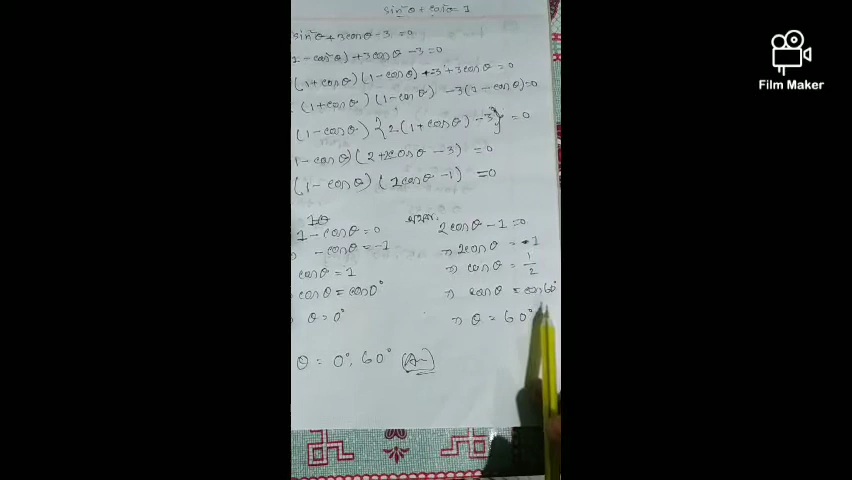 sin²θ + cos²θ = 1
sin²θ + 3cosθ - 3 = 0
1 - cos²θ) + 3cosθ - 3 = 0
(1 + cosθ) (1 - cosθ) - 3 + 3cosθ = 0
(1 + cosθ) (1 - cosθ) - 3(1 - cosθ) = 0
(1 - cosθ) {2(1 + cosθ) - 3} = 0
1 - cosθ) (2 + 2cosθ - 3) = 0
(1 - cosθ) (2cosθ - 1) = 0
অথবা,
1 - cosθ = 0
- cosθ = -1
cosθ = 1
cosθ = cos0°
θ = 0°
2cosθ - 1 = 0
⇒ 2cosθ = 1
⇒ cosθ = 1/2
⇒ cosθ = cos60°
⇒ θ = 60°
θ = 0°, 60° (Ans)
Film Maker